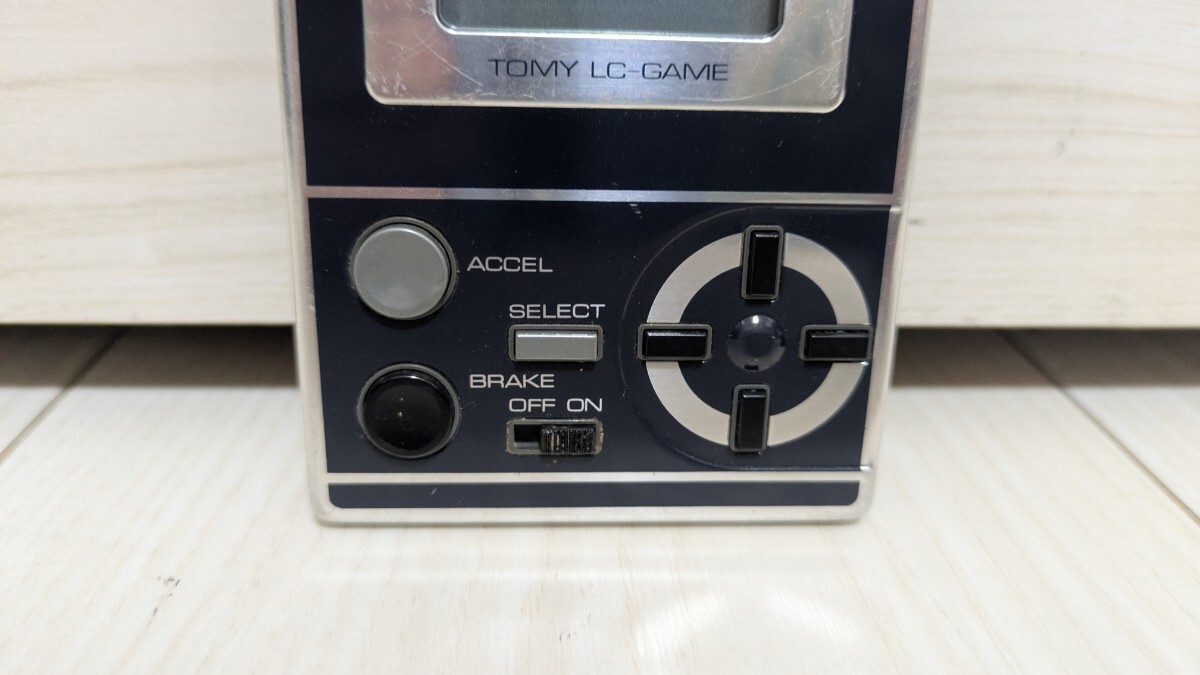 TOMY LC-GAME
ACCEL
SELECT
BRAKE
OFF ON